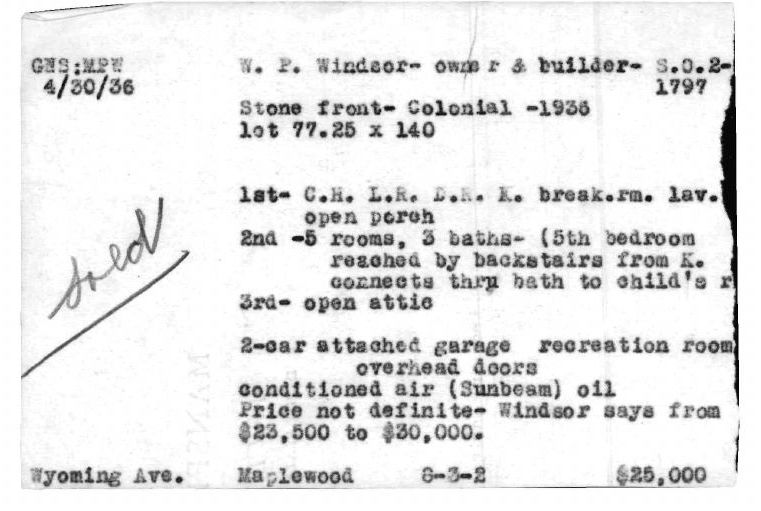 GNS:MPW W. P. Windsor- owner & builder- S.O.2-
4/30/36 1797
Stone front- Colonial -1936
lot 77.25 x 140
1st- C.H. L.R. D.R. K. break.rm. lav.
open porch
2nd -5 rooms, 3 baths- (5th bedroom
reached by backstairs from K.
connects thru bath to child's r
sold
3rd- open attic
2-car attached garage recreation room
overhead doors
conditioned air (Sunbeam) oil
Price not definite- Windsor says from
$23,500 to $30,000.
Wyoming Ave. Maplewood 8-3-2 $25,000